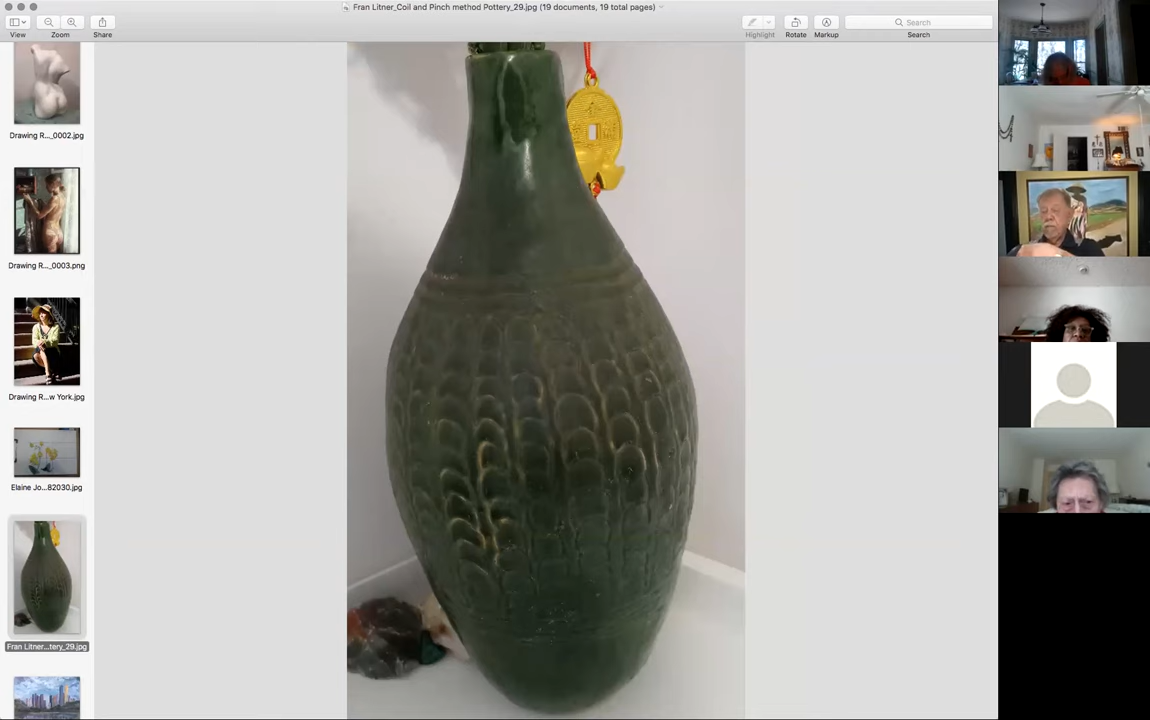 Fran Litner_Coil and Pinch method Pottery_29.jpg (19 documents, 19 total pages)
View
Zoom
Share
Highlight
Rotate
Markup
Search
Search
Drawing R..._0002.jpg
Drawing R..._0003.png
Drawing R...w York.jpg
Elaine Jo...82030.jpg
Fran Litner...tery_29.jpg